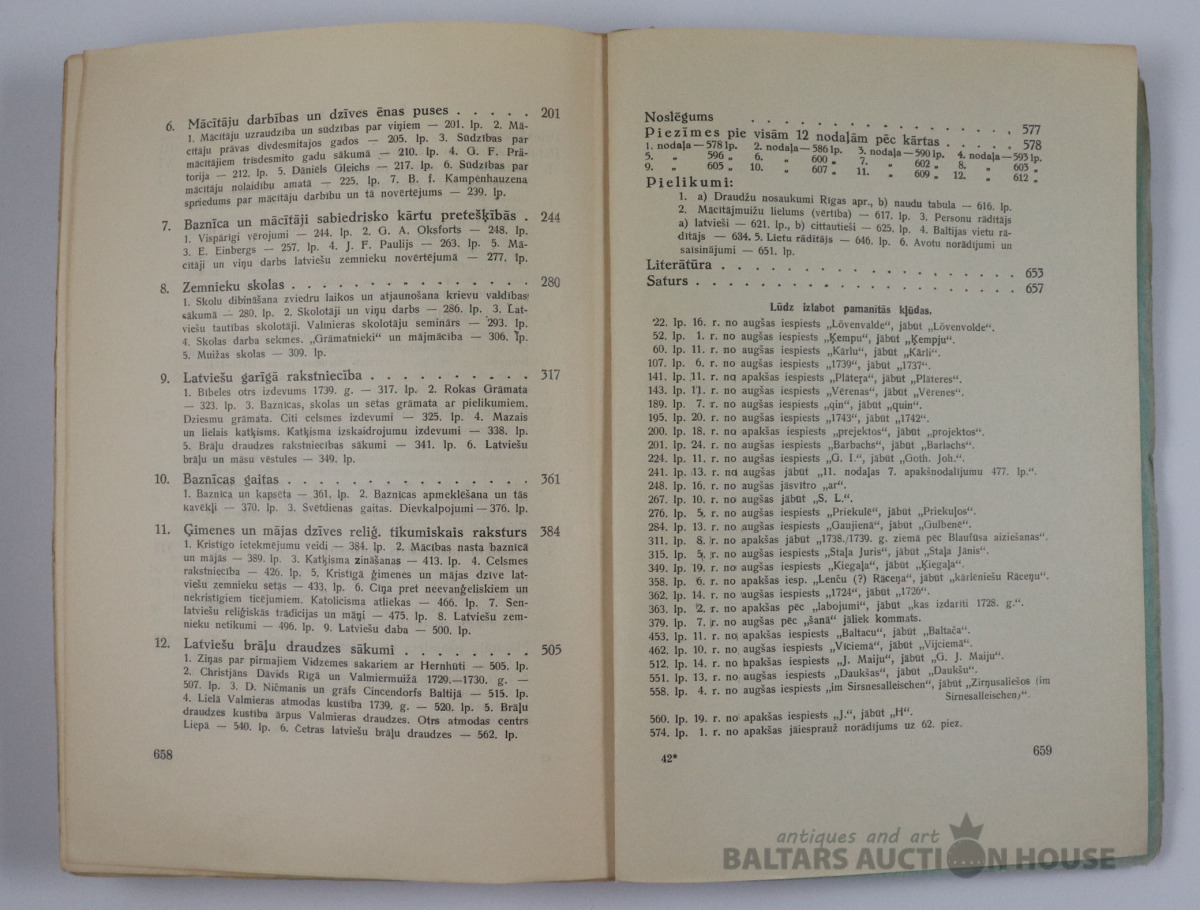 6. Mācītāju darbības un dzīves ēnas puses . . . . . 201
1. Mācītāju uzraudzība un sūdzības par viņiem — 201. lp. 2. Mā-
cītāju prāvas divdesmitajos gados — 205. lp. 3. Sūdzības par
mācītājiem trīsdesmito gadu sākumā — 210. lp. 4. G. F. Prä-
torija — 212. lp. 5. Daniels Gleichs — 217. lp. 6. Sūdzības par
mācītāju nolaidību amatā — 225. lp. 7. B. f. Kampenhauzena
spriedums par mācītāju darbību un tā novērtējums — 239. lp.
7. Baznīca un mācītāji sabiedrisko kārtu pretešķībās . 244
1. Vispārīgi vērojumi — 244. lp. 2. G. A. Oksforts — 248. lp.
3. E. Einbergs — 257. lp. 4. J. F. Paulijs — 263. lp. 5. Mā-
cītāji un viņu darbs latviešu zemnieku novērtējumā — 277. lp.
8. Zemnieku skolas . . . . . . . . . . . . . . . 280
1. Skolu dibināšana zviedru laikos un atjaunošana krievu valdības
sākumā — 280. lp. 2. Skolotāji un viņu darbs — 286. lp. 3. Lat-
viešu tautības skolotāji. Valmieras skolotāju seminārs — 293. lp.
4. Skolas darba sekmes. „Grāmatnieki“ un mājmācība — 306. lp.
5. Muižas skolas — 309. lp.
9. Latviešu garīgā rakstniecība . . . . . . . . . . 317
1. Bībeles otrs izdevums 1739. g. — 317. lp. 2. Rokas Grāmata
— 323. lp. 3. Baznīcas, skolas un sētas grāmata ar pielikumiem.
Dziesmu grāmata. Citi celsmes izdevumi — 325. lp. 4. Mazais
un lielais katķisms. Katķisma izskaidrojumu izdevumi — 338. lp.
5. Brāļu draudzes rakstniecības sākumi — 341. lp. 6. Latviešu
brāļu un māsu vēstules — 349. lp.
10. Baznīcas gaitas . . . . . . . . . . . . . . . 361
1. Baznīca un kapsēta — 361. lp. 2. Baznīcas apmeklēšana un tās
kavēkļi — 370. lp. 3. Svētdienas gaitas. Dievkalpojumi — 376. lp.
11. Ģimenes un mājas dzīves reliģ. tikumiskais raksturs 384
1. Kristīgo ietekmējumu veidi — 384. lp. 2. Mācības nasta baznīcā
un mājās — 389. lp. 3. Katķisma zināšanas — 413. lp. 4. Celsmes
rakstniecība — 426. lp. 5. Kristīgā ģimenes un mājas dzīve lat-
viešu zemnieku sētās — 433. lp. 6. Cīņa pret neevanģeliskiem un
nekristīgiem ticējumiem. Katolicisma atliekas — 466. lp. 7. Sen-
latviešu reliģiskās tradīcijas un māņi — 475. lp. 8. Latviešu zem-
nieku netikumi — 496. lp. 9. Latviešu daba — 500. lp.
12. Latviešu brāļu draudzes sākumi . . . . . . . 505
1. Ziņas par pirmajiem Vidzemes sakariem ar Hernhūti — 505. lp.
2. Christjāns Dāvids Rīgā un Valmiermuižā 1729.—1730. g. —
507. lp. 3. D. Ničmanis un grāfs Cincendorfs Baltijā — 515. lp.
4. Lielā Valmieras atmodas kustība 1739. g. — 520. lp. 5. Brāļu
draudzes kustība ārpus Valmieras draudzes. Otrs atmodas centrs
Liepā — 540. lp. 6. Četras latviešu brāļu draudzes — 562. lp.
658
Noslēgums . . . . . . . . . . . . . . . 577
Piezīmes pie visām 12 nodaļām pēc kārtas . . . . . 578
1. nodaļa — 578 lp. 2. nodaļa — 586 lp. 3. nodaļa — 590 lp. 4. nodaļa — 593 lp.
5. „ 596 „ 6. „ 600 „ 7. „ 602 „ 8. „ 603 „
9. „ 605 „ 10. „ 607 „ 11. „ 609 „ 12. „ 612 „
Pielikumi:
1. a) Draudžu nosaukumi Rīgas apr., b) naudu tabula — 616. lp.
2. Mācītājmuižu lielums (vērtība) — 617. lp. 3. Personu rādītājs
a) latvieši — 621. lp., b) cittautieši — 625. lp. 4. Baltijas vietu rā-
dītājs — 634. 5. Lietu rādītājs — 646. lp. 6. Avotu norādījumi un
saīsinājumi — 651. lp.
Literātūra . . . . . . . . . . . . . . . . . . . 653
Saturs . . . . . . . . . . . . . . . . . . . . 657
Lūdz izlabot pamanītās kļūdas.
22. lp. 16. r. no augšas iespiests „Lövenvalde“, jābūt „Lövenvolde“.
52. lp. 1. r. no augšas iespiests „Ķempu“, jābūt „Ķempju“.
60. lp. 11. r. no augšas iespiests „Kārlu“, jābūt „Kārli“.
107. lp. 6. r. no augšas iespiests „1739“, jābūt „1737“.
141. lp. 11. r. no apakšas iespiests „Plāteŗa“, jābūt „Plāteres“.
143. lp. 11. r. no augšas iespiests „Vērenas“, jābūt „Vērenes“.
189. lp. 7. r. no augšas iespiests „qin“, jābūt „quin“.
195. lp. 20. r. no augšas iespiests „1743“, jābūt „1742“.
200. lp. 18. r. no apakšas iespiests „prejektos“, jābūt „projektos“.
201. lp. 24. r. no augšas iespiests „Barbachs“, jābūt „Barlachs“.
224. lp. 11. r. no augšas iespiests „G. I.“, jābūt „Goth. Joh.“.
241. lp. 13. r. no augšas jābūt „11. nodaļas 7. apakšnodalījumu 477. lp.“.
248. lp. 16. r. no augšas jāsvītro „ar“.
267. lp. 10. r. no augšas jābūt „S. L.“.
276. lp. 5. r. no augšas iespiests „Priekulē“, jābūt „Priekuļos“.
284. lp. 13. r. no augšas iespiests „Gaujienā“, jābūt „Gulbenē“.
311. lp. 8. r. no apakšas jābūt „1738./1739. g. ziemā pēc Blaufūsa aiziešanas“.
315. lp. 5. r. no augšas iespiests „Staļa Juris“, jābūt „Staļa Jānis“.
349. lp. 19. r. no augšas iespiests „Kiegaļa“, jābūt „Ķiegaļa“.
358. lp. 6. r. no apakšas iesp. „Lenču (?) Rāceņa“, jābūt „kārlēniešu Rāceņu“.
362. lp. 14. r. no augšas iespiests „1724“, jābūt „1726“.
363. lp. 2. r. no apakšas pēc „labojumi“, jābūt „kas izdarīti 1728. g.“.
379. lp. 7. r. no augšas pēc „šanā“ jāliek kommats.
453. lp. 11. r. no apakšas iespiests „Baltacu“, jābūt „Baltača“.
462. lp. 10. r. no augšas iespiests „Viciemā“, jābūt „Vijciemā“.
512. lp. 14. r. no apakšas iespiests „J. Maiju“, jābūt „G. J. Maiju“.
551. lp. 13. r. no augšas iespiests „Daukšas“, jābūt „Daukšu“.
558. lp. 4. r. no augšas iespiests „im Sirsnesalleischen“, jābūt „Zirņusaliešos (im
Sirnesalleischen)“.
560. lp. 19. r. no apakšas iespiests „J.“, jābūt „H“.
574. lp. 1. r. no apakšas jāiesprauž norādījums uz 62. piez.
42*
659
antiques and art
BALTARS AUCTION HOUSE